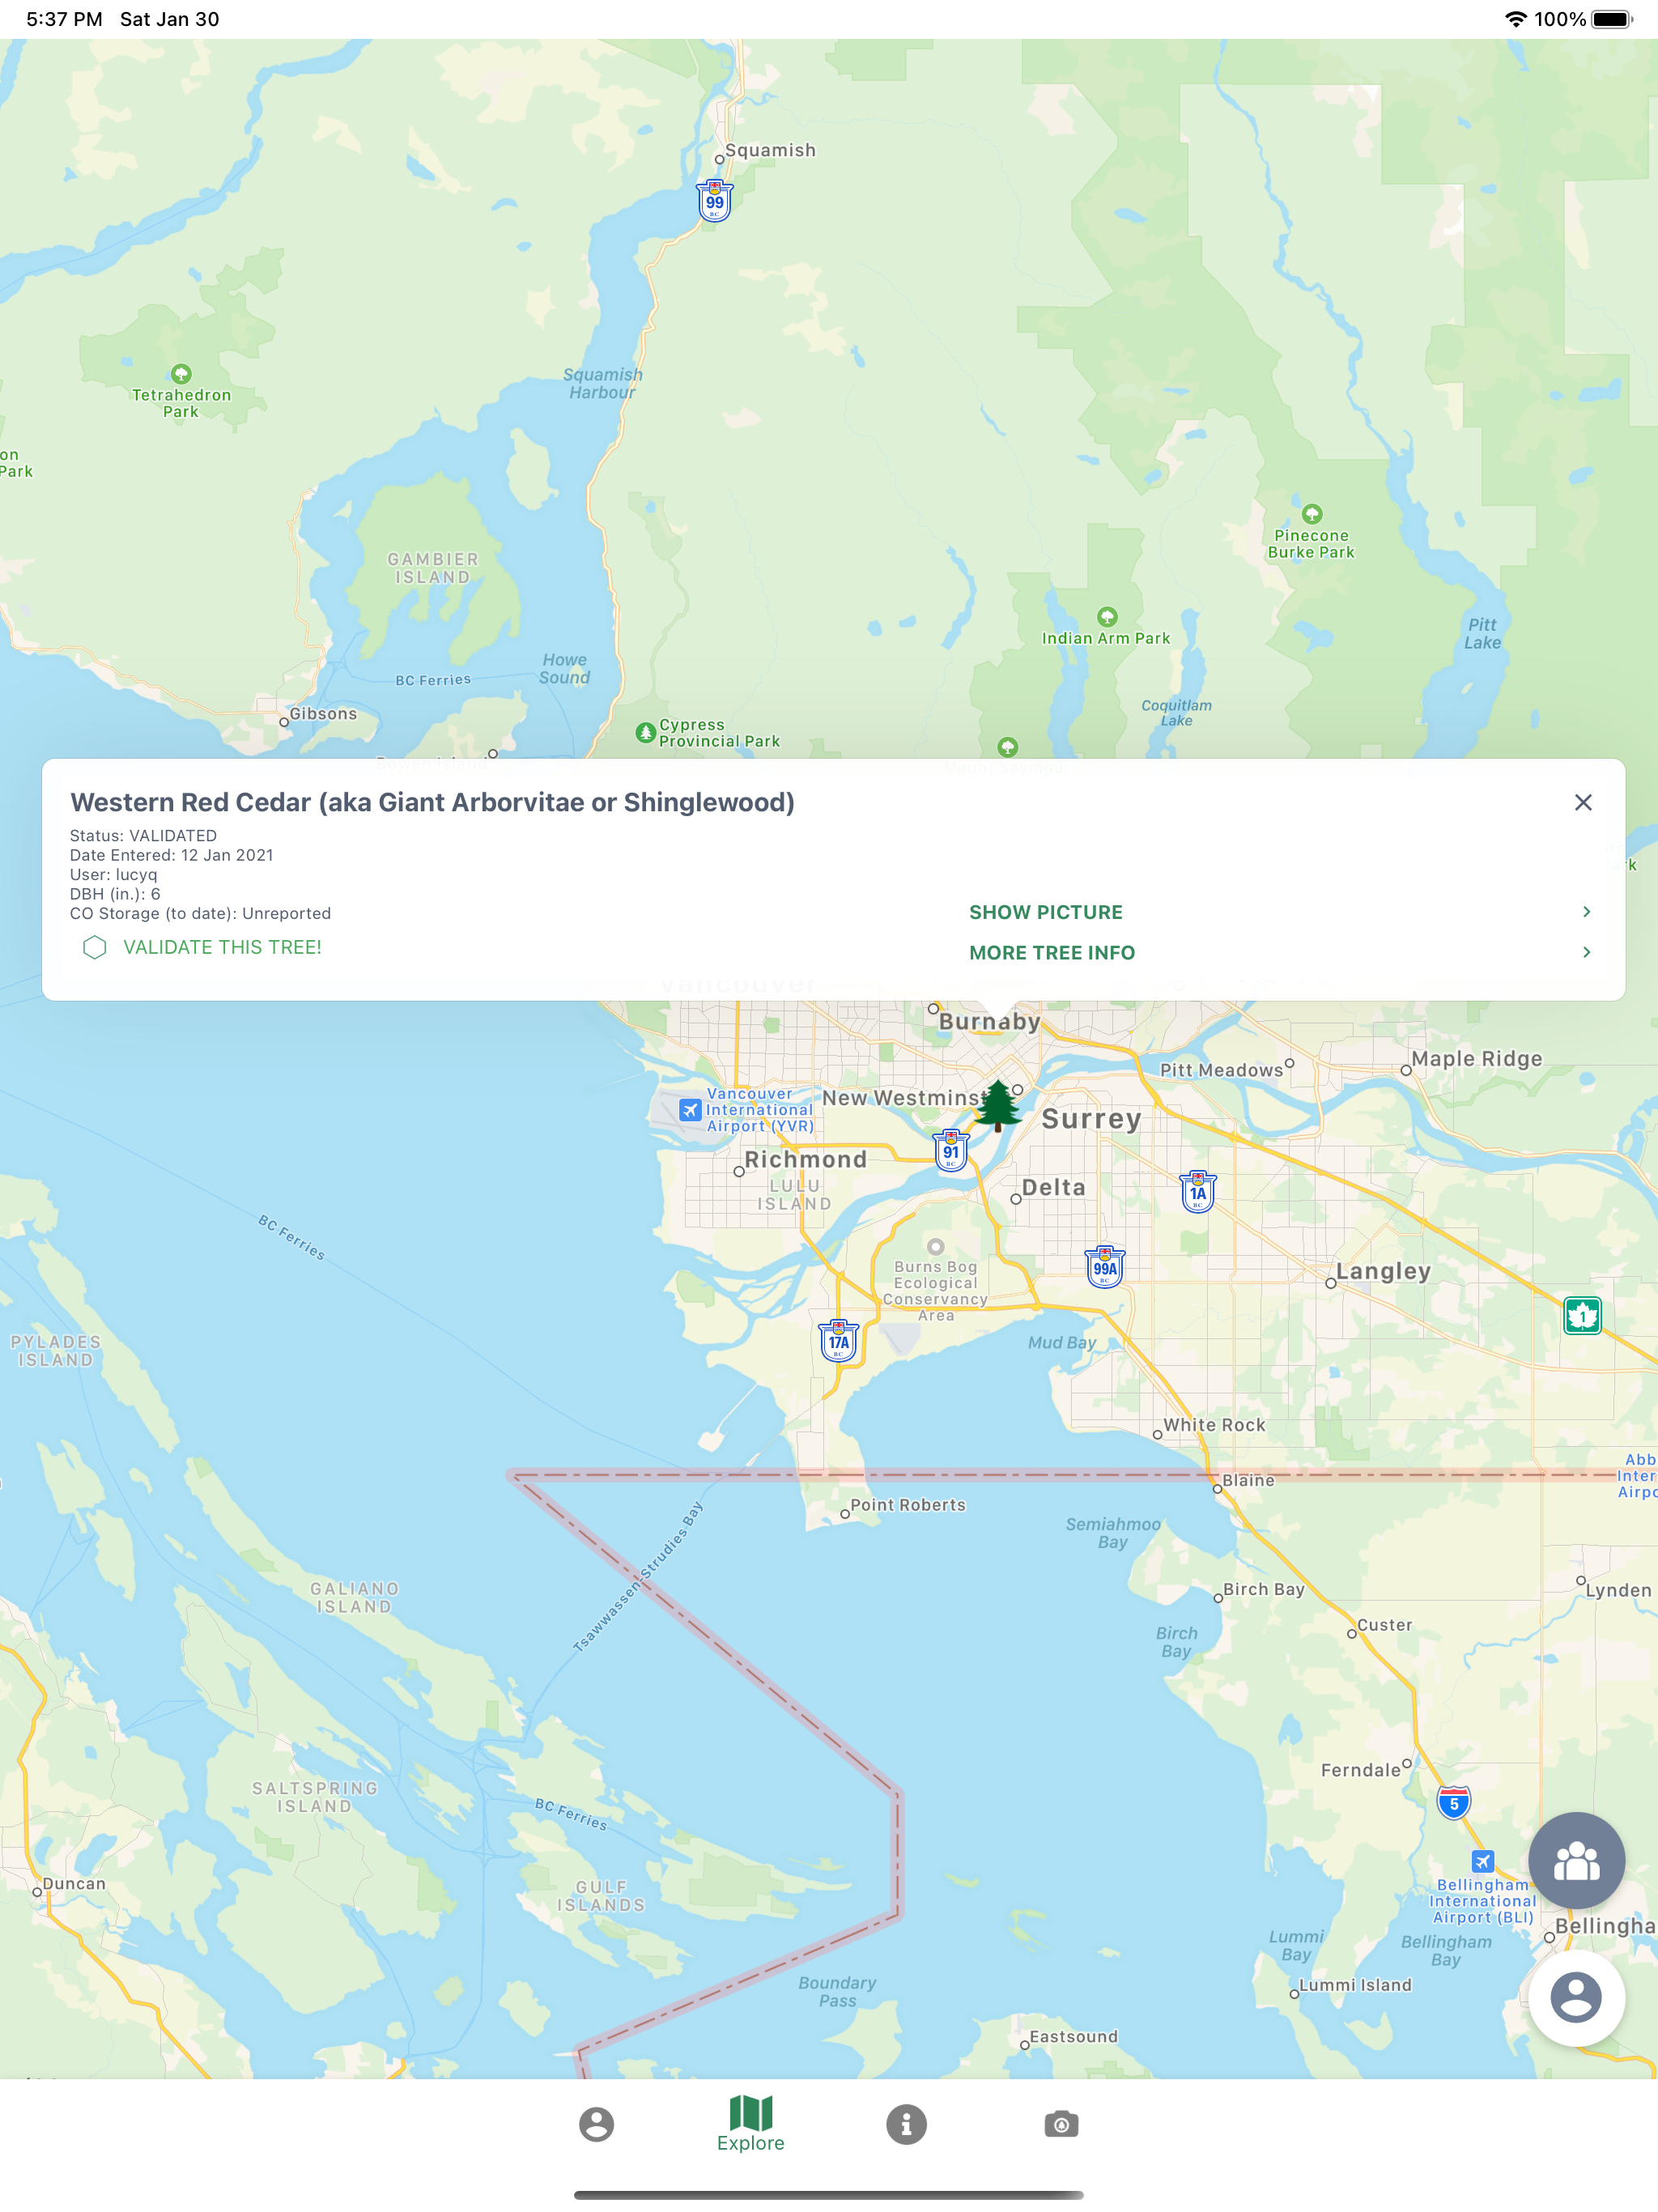 5:37 PM Sat Jan 30
100%
Squamish
99
BC
Squamish
Harbour
Tetrahedron
Park
on
Park
Pinecone
Burke Park
GAMBIER
ISLAND
Indian Arm Park
Pitt
Lake
Howe
Sound
BC Ferries
Coquitlam
Lake
Gibsons
Cypress
Provincial Park
Western Red Cedar (aka Giant Arborvitae or Shinglewood)
Status: VALIDATED
Date Entered: 12 Jan 2021
User: lucyq
DBH (in.): 6
CO Storage (to date): Unreported
VALIDATE THIS TREE!
SHOW PICTURE
MORE TREE INFO
Vancouver
Burnaby
Pitt Meadows
Maple Ridge
Vancouver
International
Airport (YVR)
New Westminst
Surrey
91
BC
Richmond
LULU
ISLAND
Delta
1A
BC
BC Ferries
Burns Bog
Ecological
Conservancy
Area
99A
BC
Langley
1
17A
BC
Mud Bay
PYLADES
ISLAND
White Rock
Abb
Inter
Airpo
Blaine
Point Roberts
Semiahmoo
Bay
Tsawwassen-Strudies Bay
GALIANO
ISLAND
Birch Bay
Lynden
Custer
Birch
Bay
Ferndale
5
SALTSPRING
ISLAND
BC Ferries
Duncan
GULF
ISLANDS
Bellingham
International
Airport (BLI)
Bellingha
Lummi
Bay
Bellingham
Bay
Lummi Island
Boundary
Pass
Eastsound
Explore